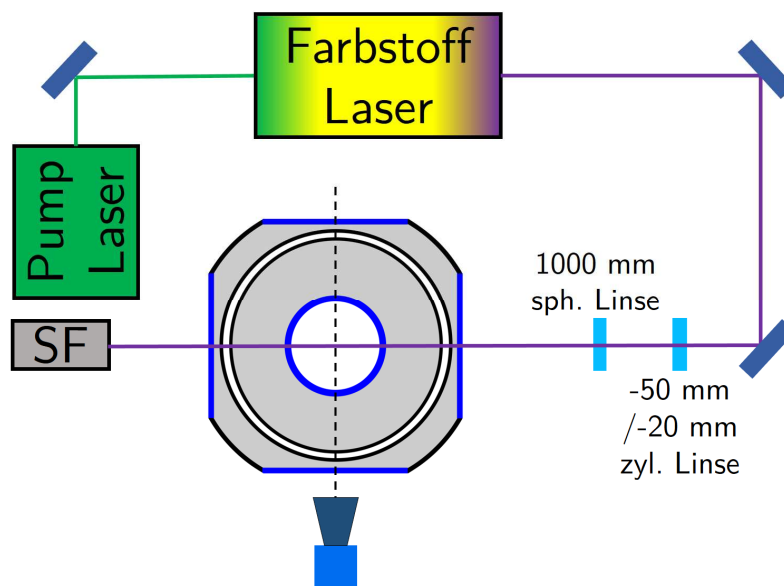 Farbstoff
Laser
Pump
Laser
SF
1000 mm
sph. Linse
-50 mm
/-20 mm
zyl. Linse